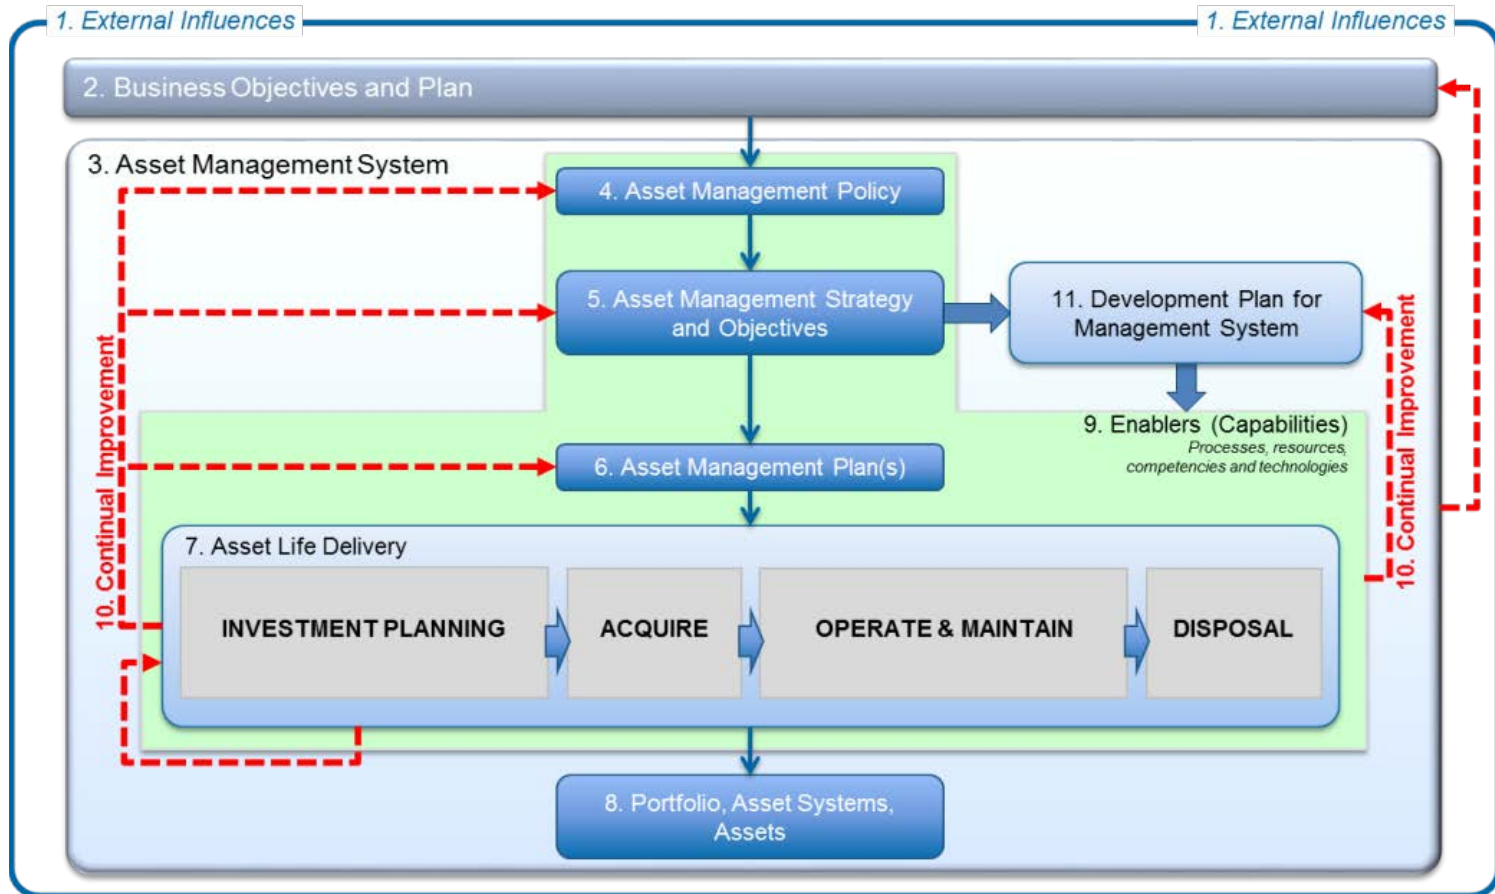 1. External Influences
1. External Influences
2. Business Objectives and Plan
3. Asset Management System
4. Asset Management Policy
5. Asset Management Strategy
and Objectives
11. Development Plan for
Management System
9. Enablers (Capabilities)
Processes, resources,
competencies and technologies
6. Asset Management Plan(s)
10. Continual Improvement
10. Continual Improvement
7. Asset Life Delivery
INVESTMENT PLANNING
ACQUIRE
OPERATE & MAINTAIN
DISPOSAL
8. Portfolio, Asset Systems,
Assets